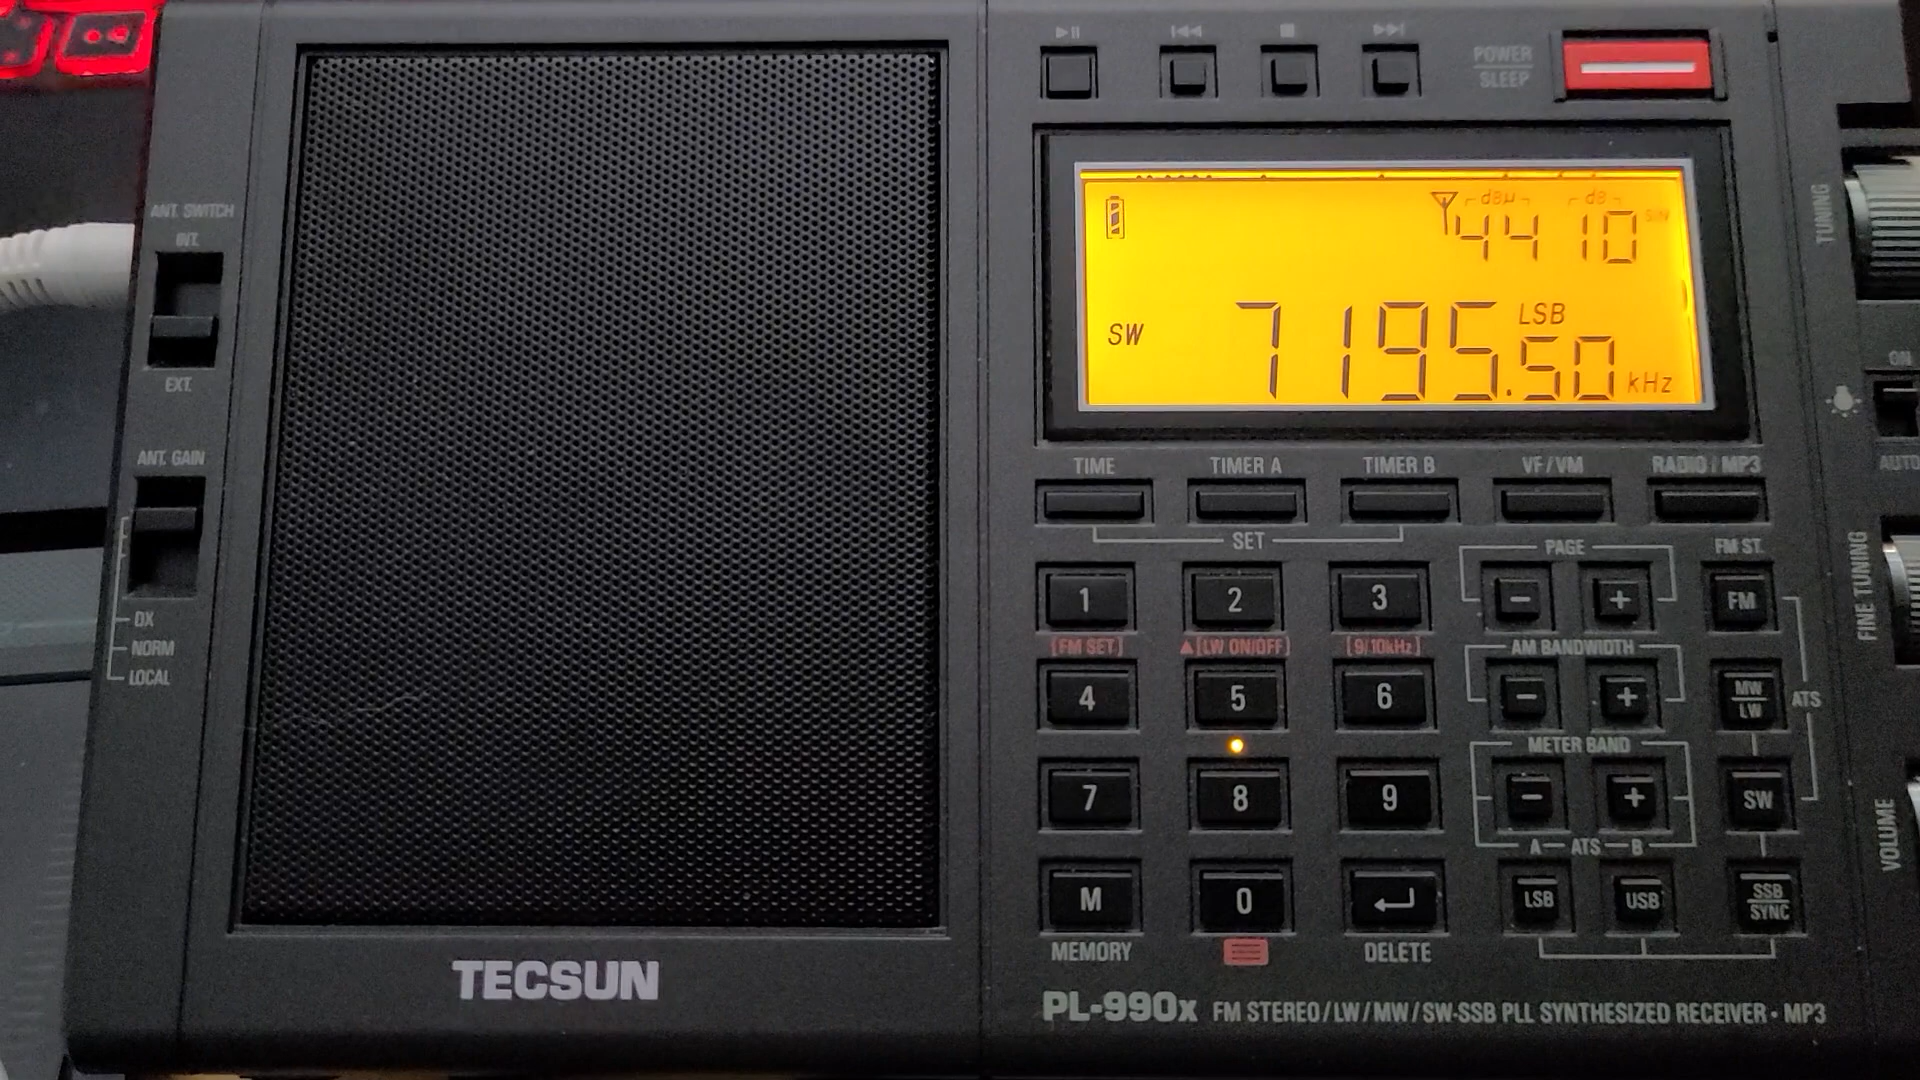 POWER
SLEEP
ANT. SWITCH
INT.
EXT.
ANT. GAIN
DX
NORM
LOCAL
TECSUN
dBμ dB
44 10 S/N
SW 7195.50 LSB kHz
TUNING
ON
AUTO
TIME TIMER A TIMER B VF/VM RADIO / MP3
SET
PAGE
FM ST.
1 2 3 - + FM
[FM SET] ▲[LW ON/OFF] [9/10kHz]
AM BANDWIDTH
4 5 6 - + MW
LW
ATS
METER BAND
7 8 9 - + SW
A ATS B
M 0 LSB USB SSB
SYNC
MEMORY DELETE
FINE TUNING
VOLUME
PL-990x FM STEREO/LW/MW/SW-SSB PLL SYNTHESIZED RECEIVER • MP3